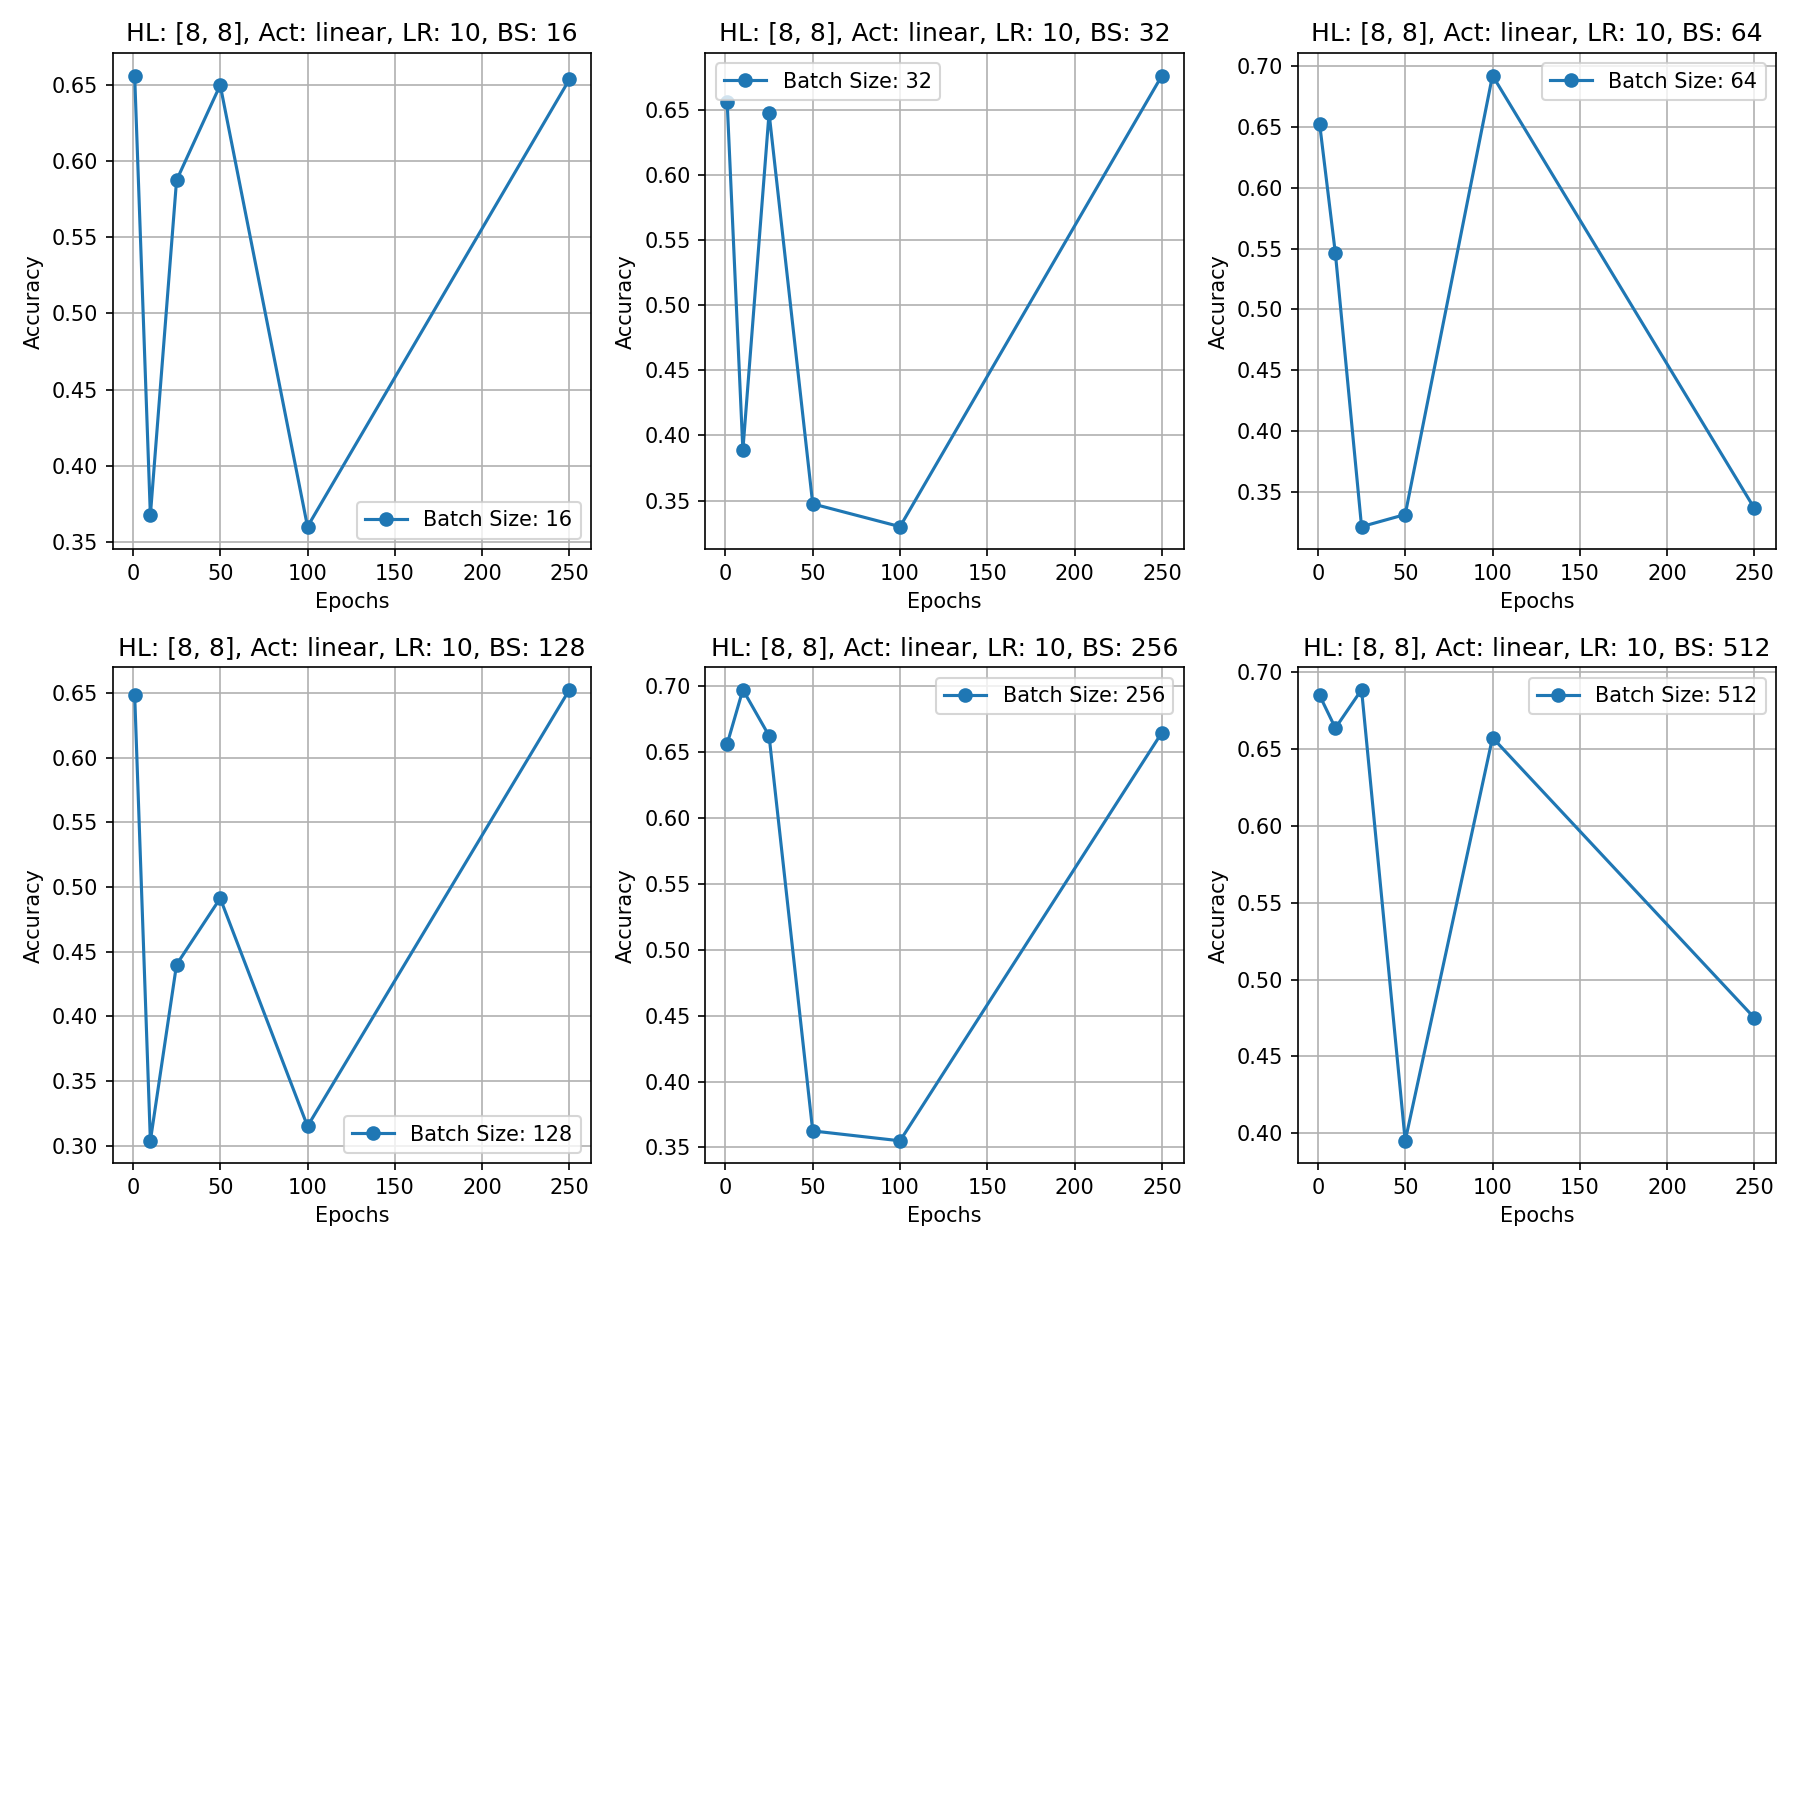 HL: [8, 8], Act: linear, LR: 10, BS: 16
0.65
0.60
0.55
0.50
0.45
0.40
0.35
Accuracy
Batch Size: 16
0 50 100 150 200 250
Epochs
HL: [8, 8], Act: linear, LR: 10, BS: 32
Batch Size: 32
0.65
0.60
0.55
0.50
0.45
0.40
0.35
Accuracy
0 50 100 150 200 250
Epochs
HL: [8, 8], Act: linear, LR: 10, BS: 64
Batch Size: 64
0.70
0.65
0.60
0.55
0.50
0.45
0.40
0.35
Accuracy
0 50 100 150 200 250
Epochs
HL: [8, 8], Act: linear, LR: 10, BS: 128
0.65
0.60
0.55
0.50
0.45
0.40
0.35
0.30
Accuracy
Batch Size: 128
0 50 100 150 200 250
Epochs
HL: [8, 8], Act: linear, LR: 10, BS: 256
Batch Size: 256
0.70
0.65
0.60
0.55
0.50
0.45
0.40
0.35
Accuracy
0 50 100 150 200 250
Epochs
HL: [8, 8], Act: linear, LR: 10, BS: 512
Batch Size: 512
0.70
0.65
0.60
0.55
0.50
0.45
0.40
Accuracy
0 50 100 150 200 250
Epochs